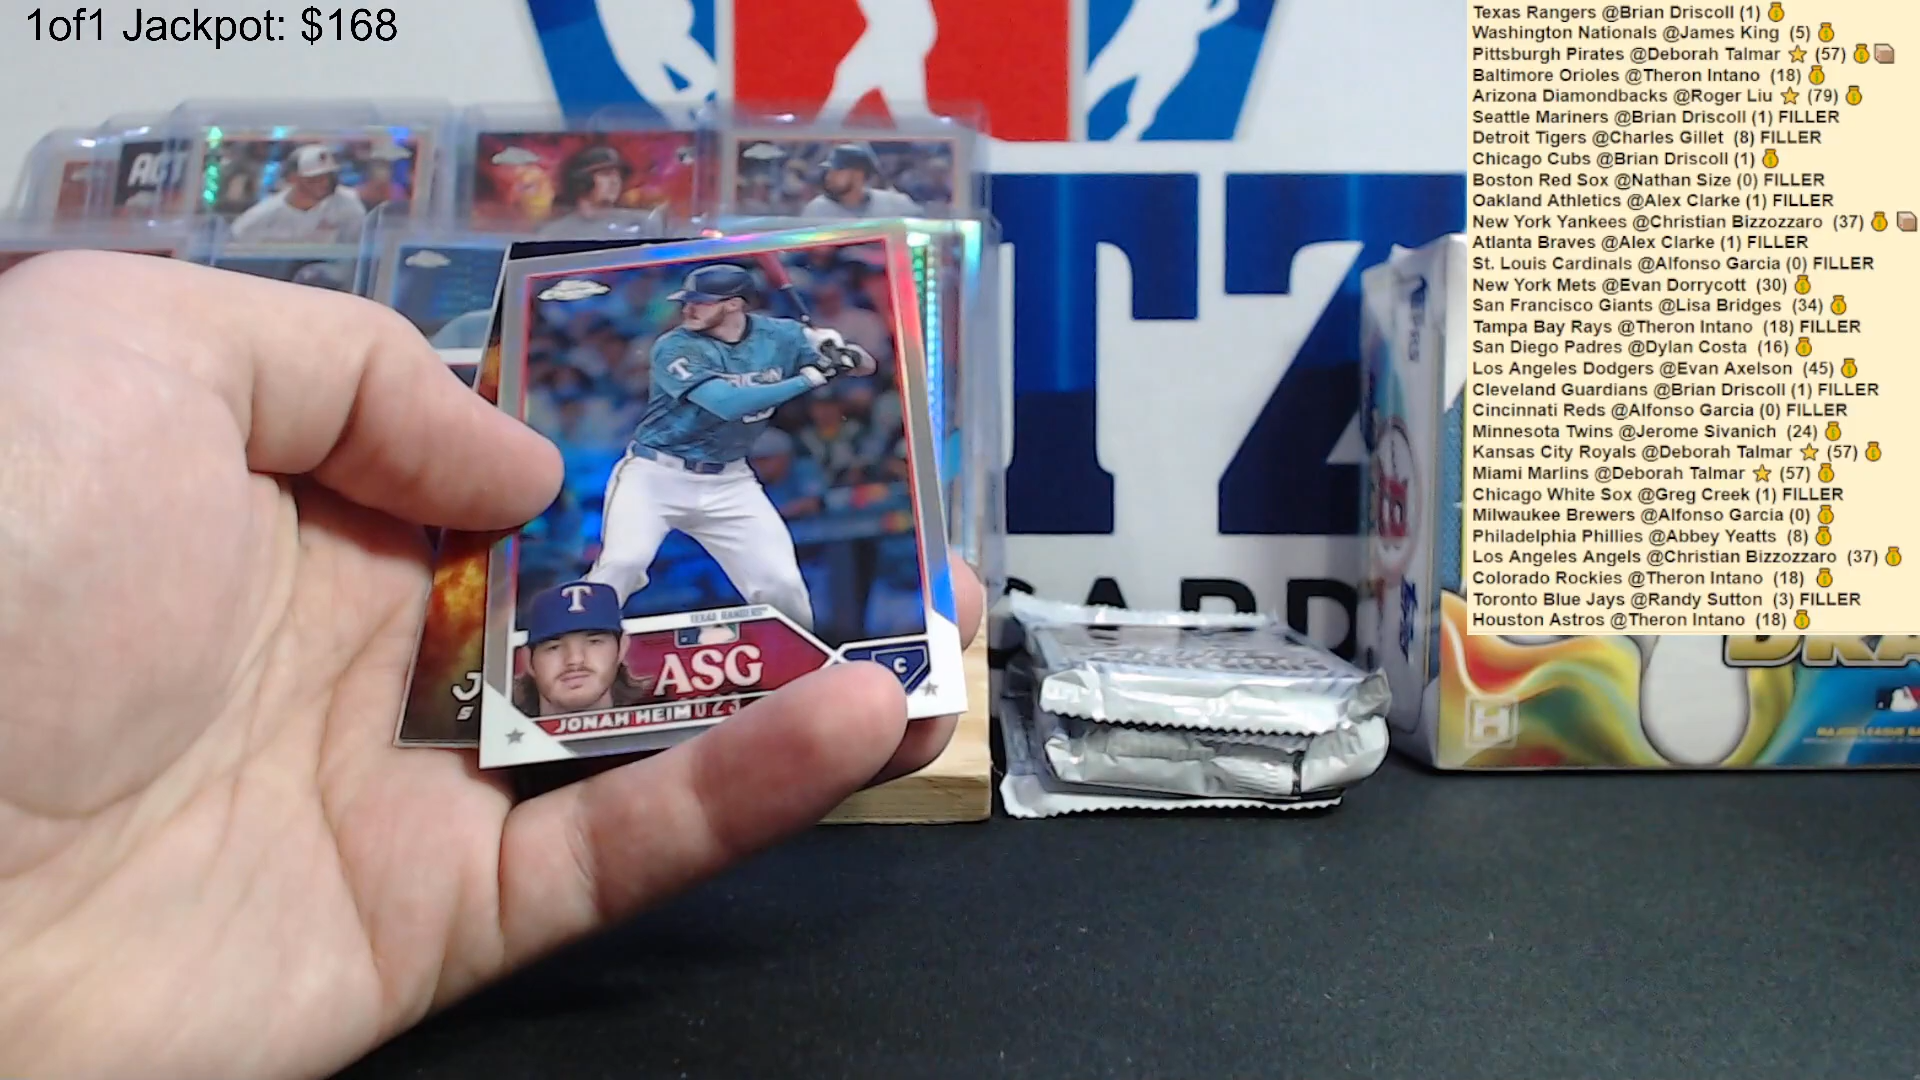 1of1 Jackpot: $168
Texas Rangers @Brian Driscoll (1)
Washington Nationals @James King (5)
Pittsburgh Pirates @Deborah Talmar (57)
Baltimore Orioles @Theron Intano (18)
Arizona Diamondbacks @Roger Liu (79)
Seattle Mariners @Brian Driscoll (1) FILLER
Detroit Tigers @Charles Gillet (8) FILLER
Chicago Cubs @Brian Driscoll (1)
Boston Red Sox @Nathan Size (0) FILLER
Oakland Athletics @Alex Clarke (1) FILLER
New York Yankees @Christian Bizzozzaro (37)
Atlanta Braves @Alex Clarke (1) FILLER
St. Louis Cardinals @Alfonso Garcia (0) FILLER
New York Mets @Evan Dorrycott (30)
San Francisco Giants @Lisa Bridges (34)
Tampa Bay Rays @Theron Intano (18) FILLER
San Diego Padres @Dylan Costa (16)
Los Angeles Dodgers @Evan Axelson (45)
Cleveland Guardians @Brian Driscoll (1) FILLER
Cincinnati Reds @Alfonso Garcia (0) FILLER
Minnesota Twins @Jerome Sivanich (24)
Kansas City Royals @Deborah Talmar (57)
Miami Marlins @Deborah Talmar (57)
Chicago White Sox @Greg Creek (1) FILLER
Milwaukee Brewers @Alfonso Garcia (0)
Philadelphia Phillies @Abbey Yeatts (8)
Los Angeles Angels @Christian Bizzozzaro (37)
Colorado Rockies @Theron Intano (18)
Toronto Blue Jays @Randy Sutton (3) FILLER
Houston Astros @Theron Intano (18)
TZ
CARD
T
T
TEXAS RANGERS
ASG
C
JONAH HEIM
H